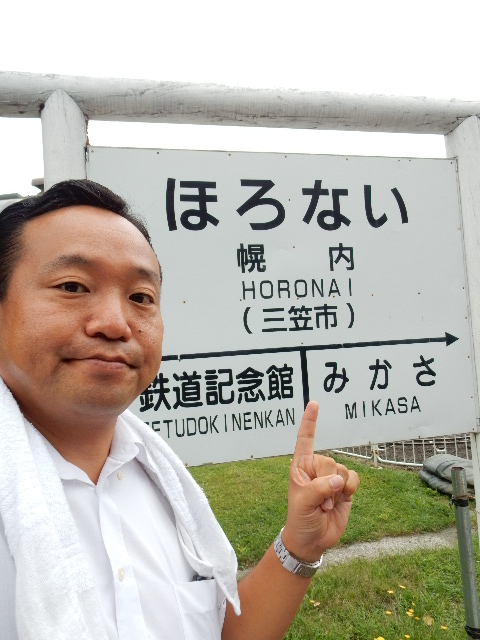 ほろない
幌内
HORONAI
(三笠市)
鉄道記念館 みかさ
ETUDOKINENKAN MIKASA